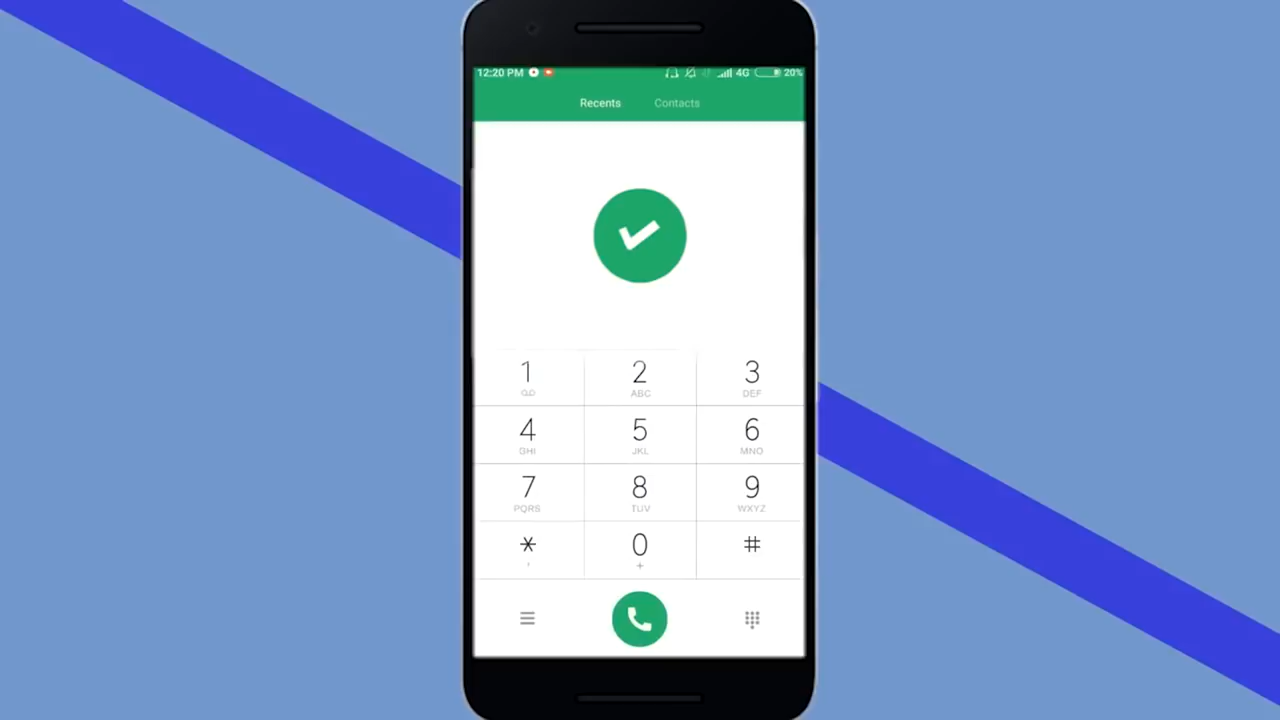 12:20 PM 4G 20%
Recents Contacts
1 2 3
ABC DEF
4 5 6
GHI JKL MNO
7 8 9
PQRS TUV WXYZ
* 0 #
, +